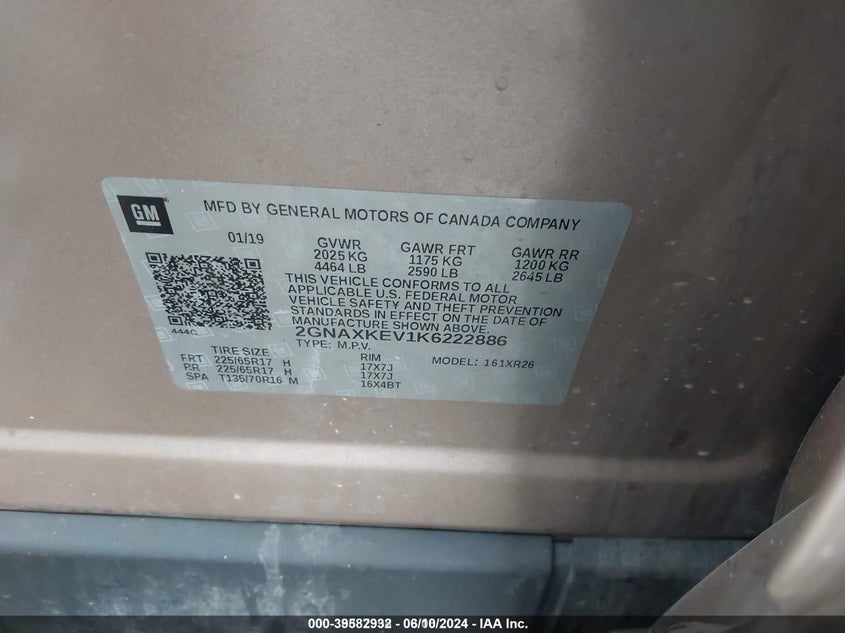 GM
MFD BY GENERAL MOTORS OF CANADA COMPANY
01/19 GVWR GAWR FRT GAWR RR
2025 KG 1175 KG 1200 KG
4464 LB 2590 LB 2645 LB
THIS VEHICLE CONFORMS TO ALL
APPLICABLE U.S. FEDERAL MOTOR
VEHICLE SAFETY AND THEFT PREVENTION
STANDARDS IN EFFECT ON THE DATE OF
MANUFACTURE SHOWN ABOVE.
444G
2GNAXKEV1K6222886
TYPE: M.P.V. MODEL: 161XR26
TIRE SIZE RIM
FRT 225/65R17 H 17X7J
RR 225/65R17 H 17X7J
SPA T135/70R16 M 16X4BT
000-39582932 - 06/10/2024 - IAA Inc.